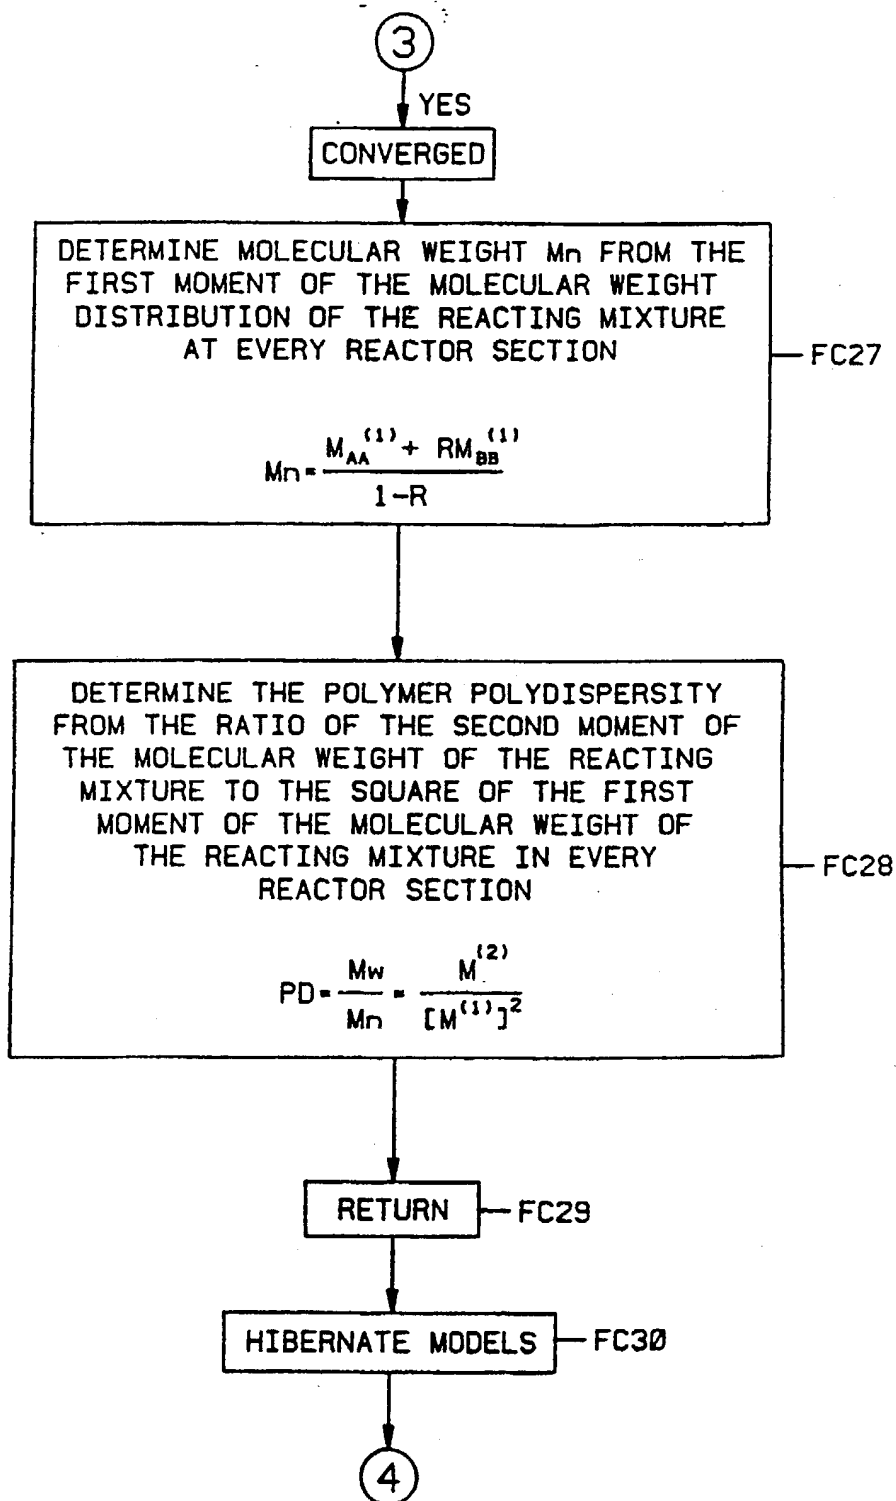 3
YES
CONVERGED
DETERMINE MOLECULAR WEIGHT Mn FROM THE
FIRST MOMENT OF THE MOLECULAR WEIGHT
DISTRIBUTION OF THE REACTING MIXTURE
AT EVERY REACTOR SECTION
FC27
Mn = (M_AA^(1) + RM_BB^(1)) / (1-R)
DETERMINE THE POLYMER POLYDISPERSITY
FROM THE RATIO OF THE SECOND MOMENT OF
THE MOLECULAR WEIGHT OF THE REACTING
MIXTURE TO THE SQUARE OF THE FIRST
MOMENT OF THE MOLECULAR WEIGHT OF
THE REACTING MIXTURE IN EVERY
REACTOR SECTION
FC28
PD = Mw / Mn = M^(2) / [M^(1)]^2
RETURN
FC29
HIBERNATE MODELS
FC30
4